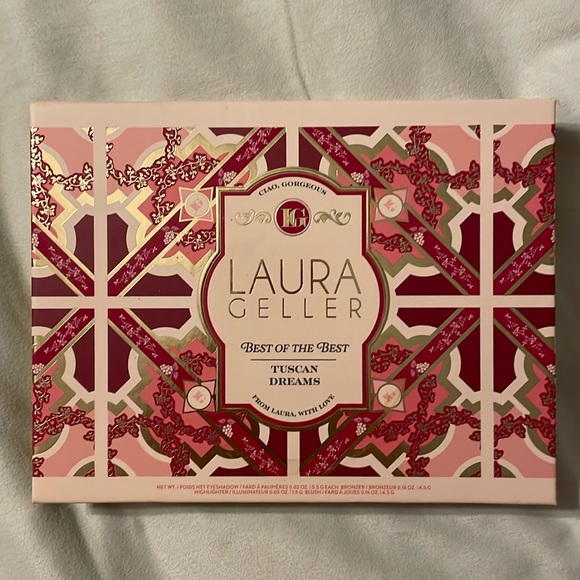 CIAO, GORGEOUS
LG
LAURA
GELLER
BEST OF THE BEST
TUSCAN
DREAMS
FROM LAURA, WITH LOVE
NET WT. / POIDS NET EYESHADOW / FARD À PAUPIÈRES 0.02 OZ. | 0.5 G EACH BRONZER / BRONZEUR 0.16 OZ. | 4.5 G
HIGHLIGHTER / ILLUMINATEUR 0.05 OZ. | 1.5 G BLUSH / FARD À JOUES 0.16 OZ. | 4.5 G